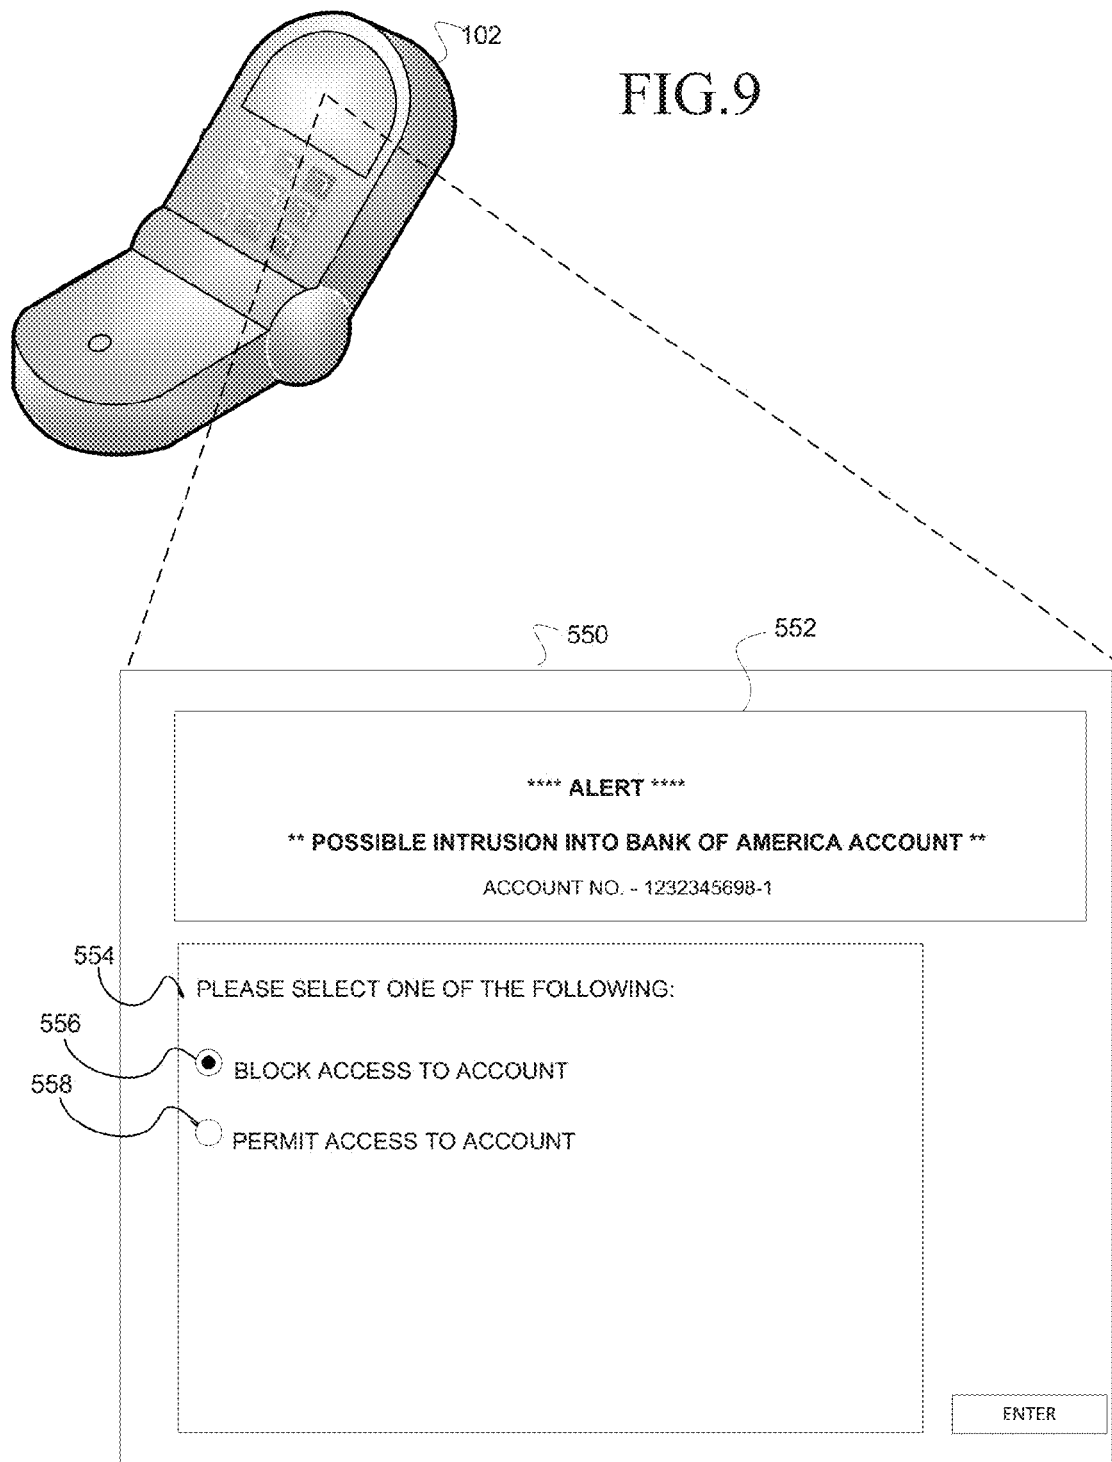 102
FIG.9
550
552
**** ALERT ****
** POSSIBLE INTRUSION INTO BANK OF AMERICA ACCOUNT **
ACCOUNT NO. - 1232345698-1
554
PLEASE SELECT ONE OF THE FOLLOWING:
556
BLOCK ACCESS TO ACCOUNT
558
PERMIT ACCESS TO ACCOUNT
ENTER